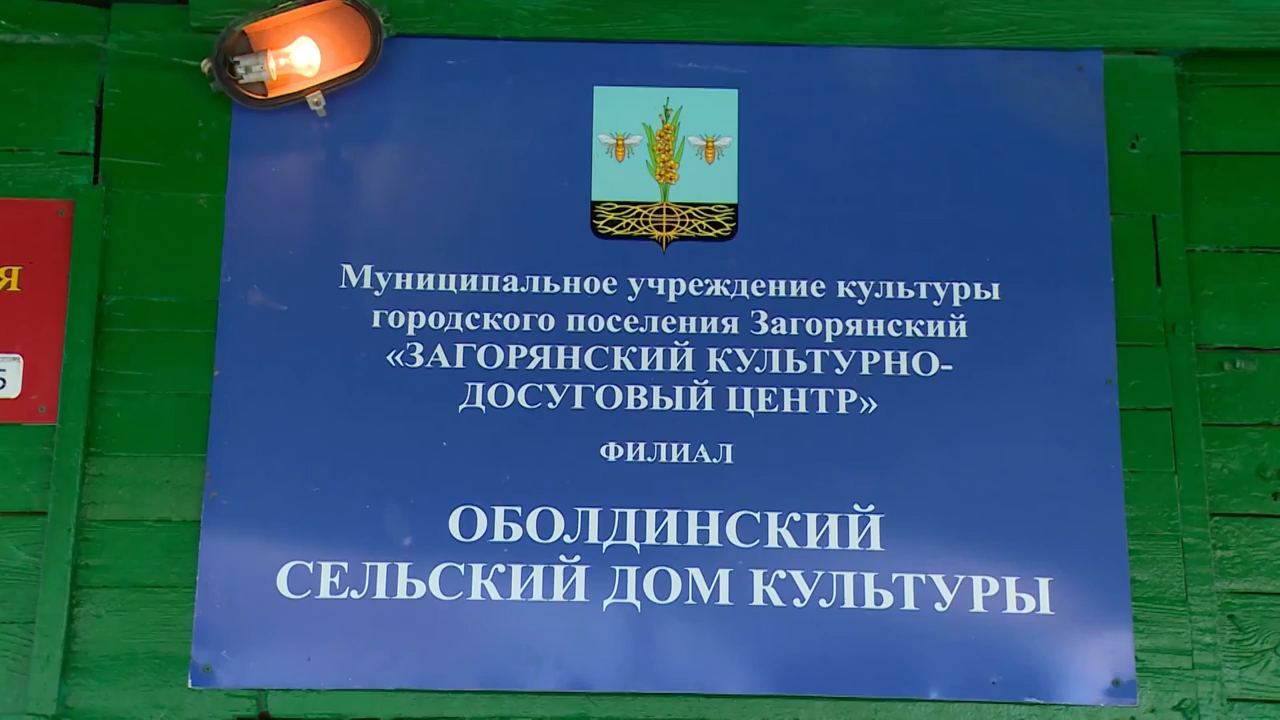 Муниципальное учреждение культуры
городского поселения Загорянский
«ЗАГОРЯНСКИЙ КУЛЬТУРНО-
ДОСУГОВЫЙ ЦЕНТР»
ФИЛИАЛ
ОБОЛДИНСКИЙ
СЕЛЬСКИЙ ДОМ КУЛЬТУРЫ